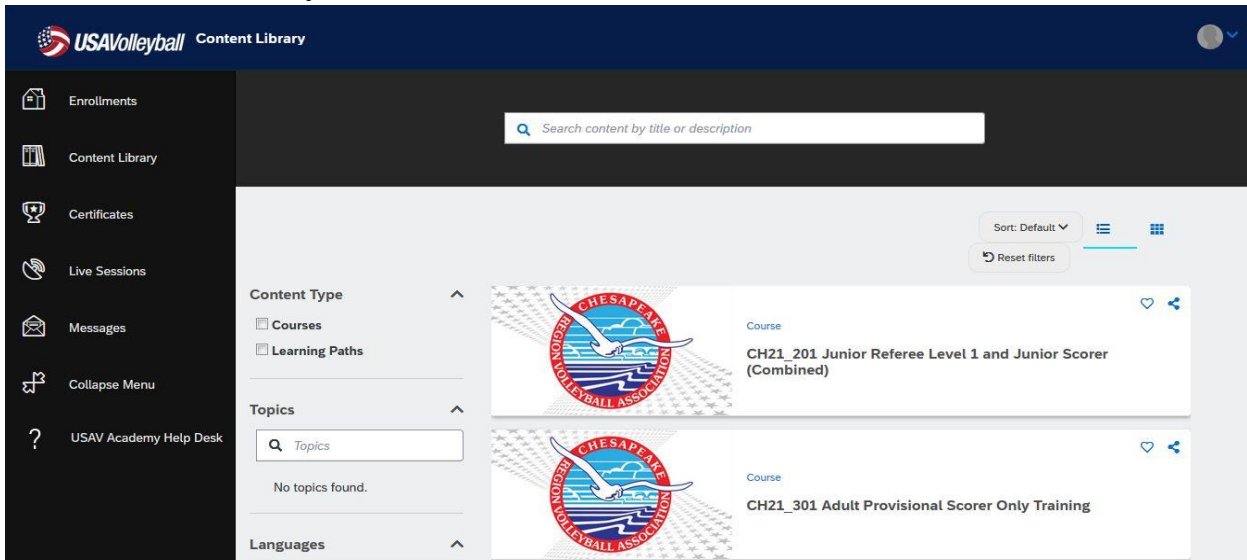 USAVolleyball Content Library
Enrollments
Content Library
Certificates
Live Sessions
Messages
Collapse Menu
? USAV Academy Help Desk
Search content by title or description
Sort: Default
Reset filters
Content Type
Courses
Learning Paths
Topics
Topics
No topics found.
Languages
CHESAPEAKE
REGION VOLLEYBALL ASSOCIATION
Course
CH21_201 Junior Referee Level 1 and Junior Scorer
(Combined)
CHESAPEAKE
REGION VOLLEYBALL ASSOCIATION
Course
CH21_301 Adult Provisional Scorer Only Training